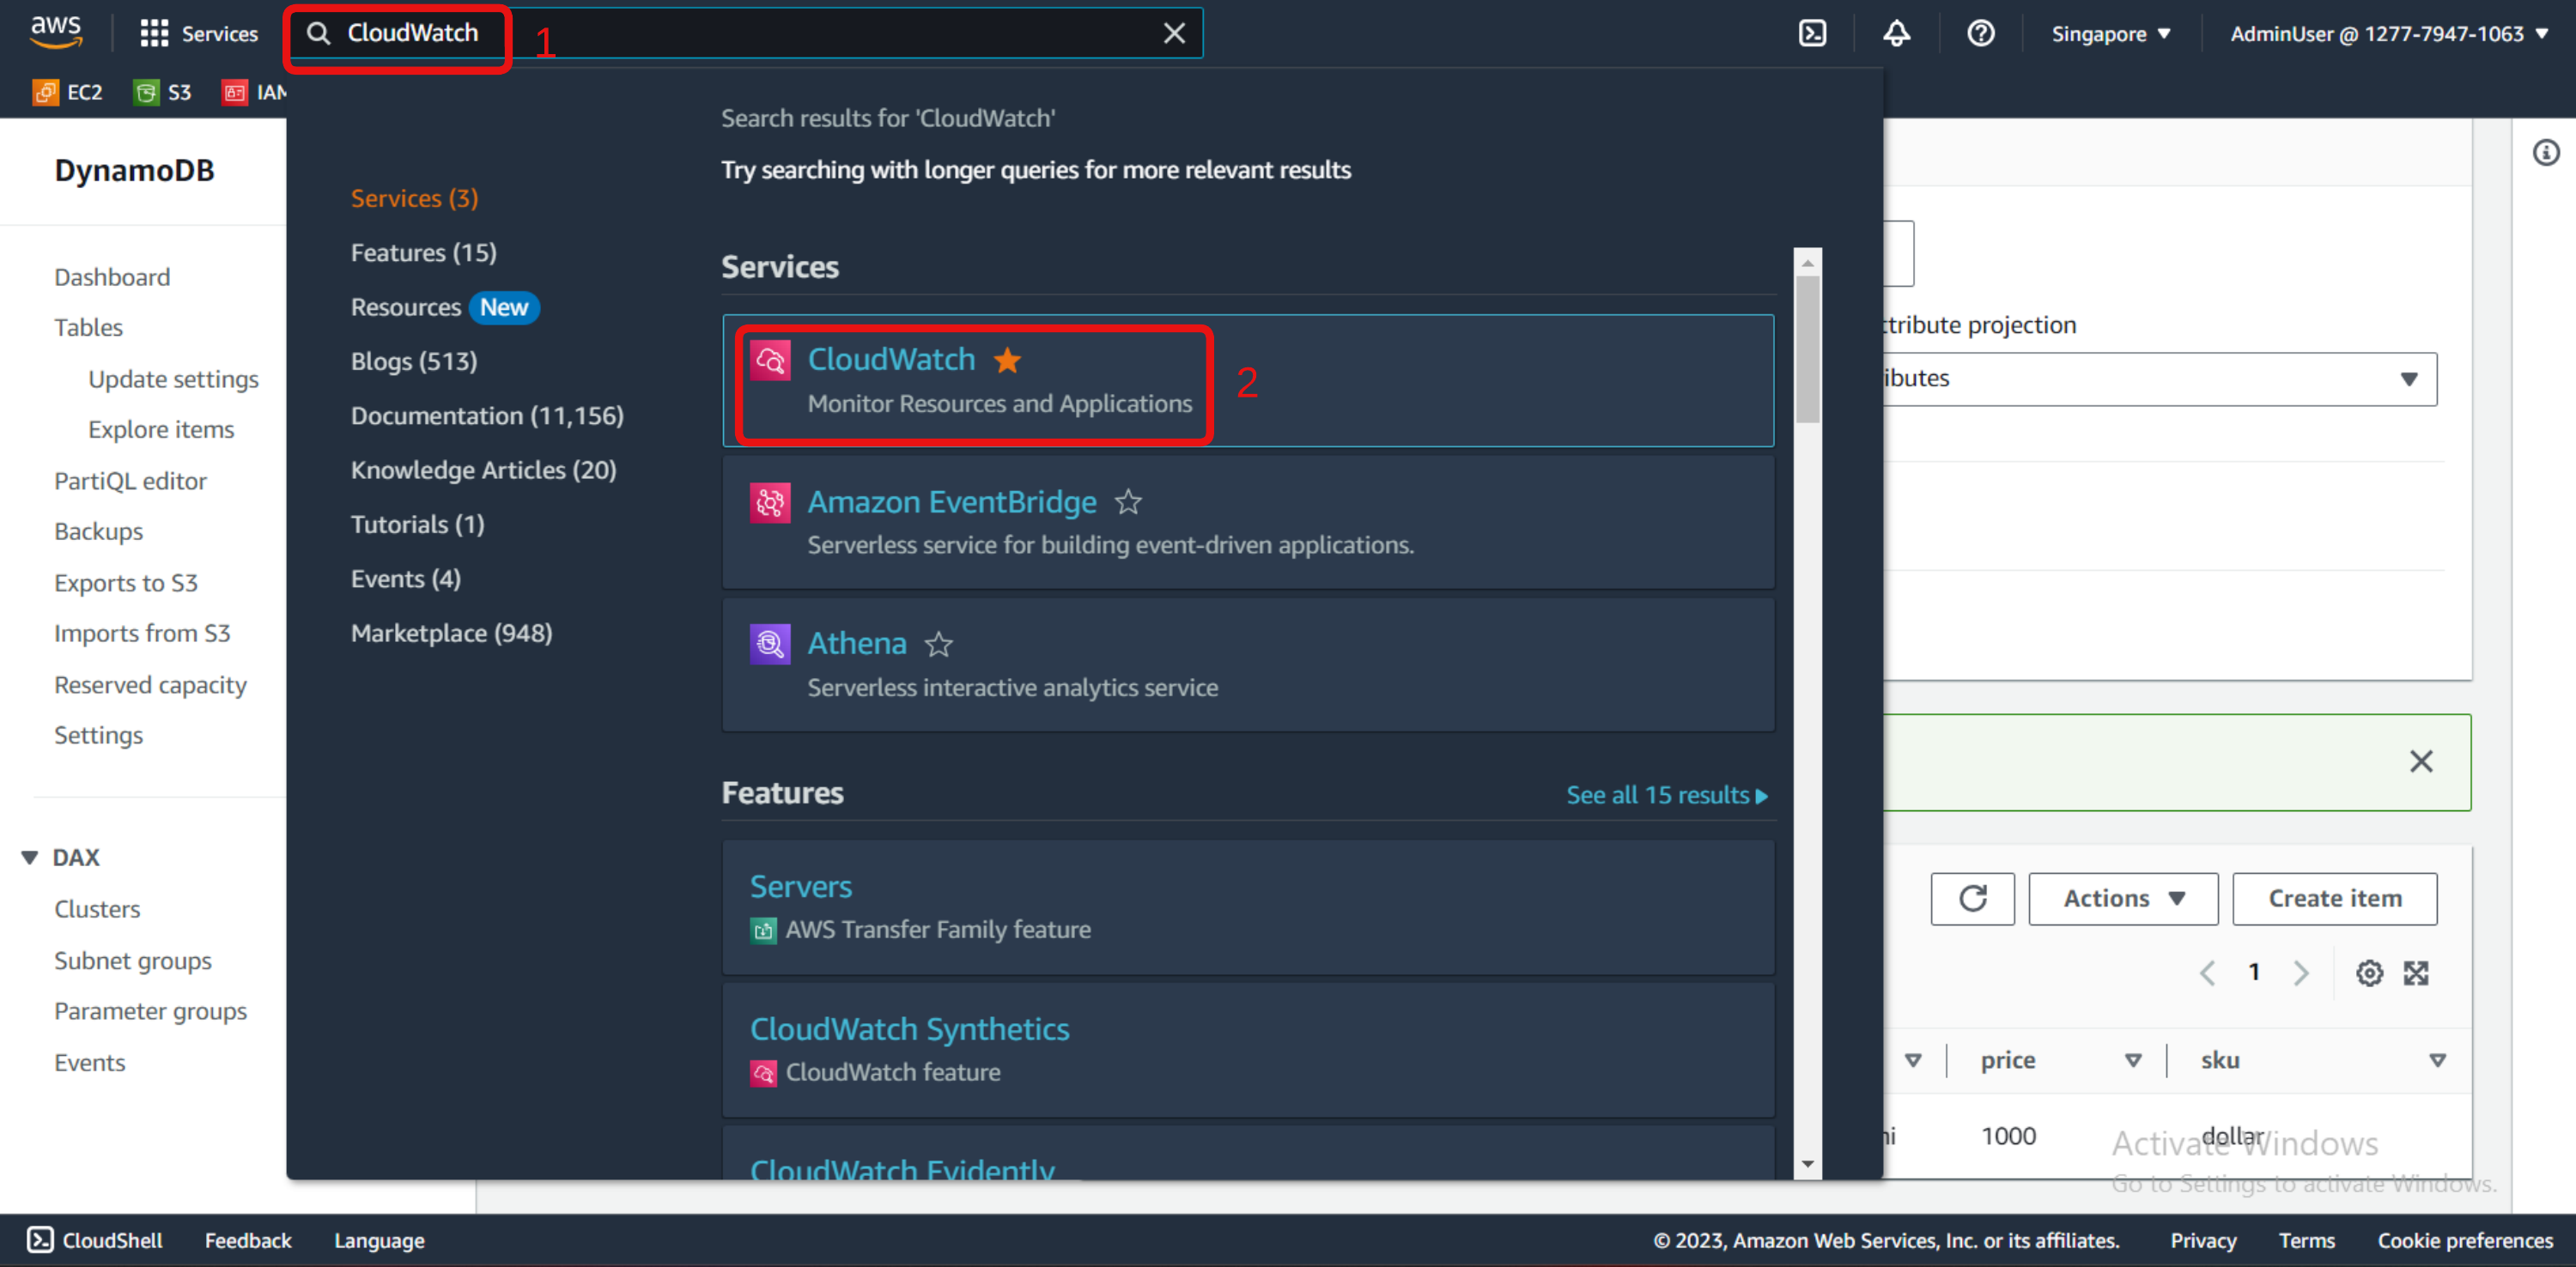 aws
Services
CloudWatch
1
Singapore
AdminUser @ 1277-7947-1063
EC2
S3
IAM
Search results for 'CloudWatch'
Try searching with longer queries for more relevant results
Services (3)
Features (15)
Resources New
Blogs (513)
Documentation (11,156)
Knowledge Articles (20)
Tutorials (1)
Events (4)
Marketplace (948)
Services
CloudWatch
Monitor Resources and Applications
2
Amazon EventBridge
Serverless service for building event-driven applications.
Athena
Serverless interactive analytics service
Features
See all 15 results
Servers
AWS Transfer Family feature
CloudWatch Synthetics
CloudWatch feature
CloudWatch Evidently
DynamoDB
Dashboard
Tables
Update settings
Explore items
PartiQL editor
Backups
Exports to S3
Imports from S3
Reserved capacity
Settings
DAX
Clusters
Subnet groups
Parameter groups
Events
ttribute projection
ibutes
Actions
Create item
1
price
sku
ni
1000
dollar
Activate Windows
Go to Settings to activate Windows.
CloudShell
Feedback
Language
© 2023, Amazon Web Services, Inc. or its affiliates.
Privacy
Terms
Cookie preferences